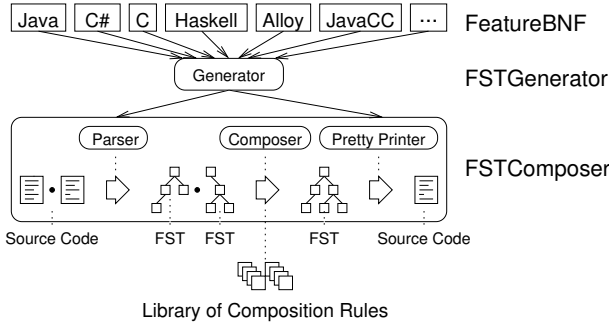 Java C# C Haskell Alloy JavaCC ... FeatureBNF
Generator FSTGenerator
Parser Composer Pretty Printer
FSTComposer
Source Code FST FST FST Source Code
Library of Composition Rules